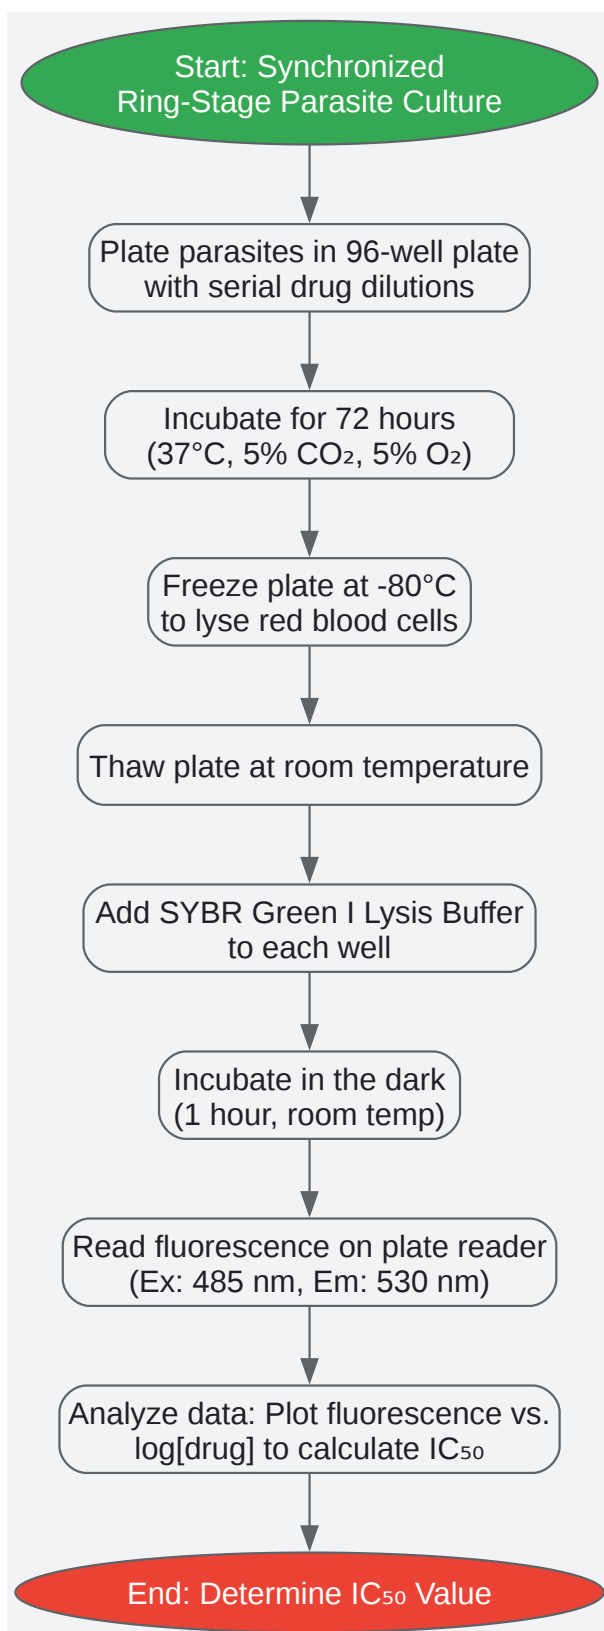 Start: Synchronized
Ring-Stage Parasite Culture
Plate parasites in 96-well plate
with serial drug dilutions
Incubate for 72 hours
(37°C, 5% CO₂, 5% O₂)
Freeze plate at -80°C
to lyse red blood cells
Thaw plate at room temperature
Add SYBR Green I Lysis Buffer
to each well
Incubate in the dark
(1 hour, room temp)
Read fluorescence on plate reader
(Ex: 485 nm, Em: 530 nm)
Analyze data: Plot fluorescence vs.
log[drug] to calculate IC₅₀
End: Determine IC₅₀ Value